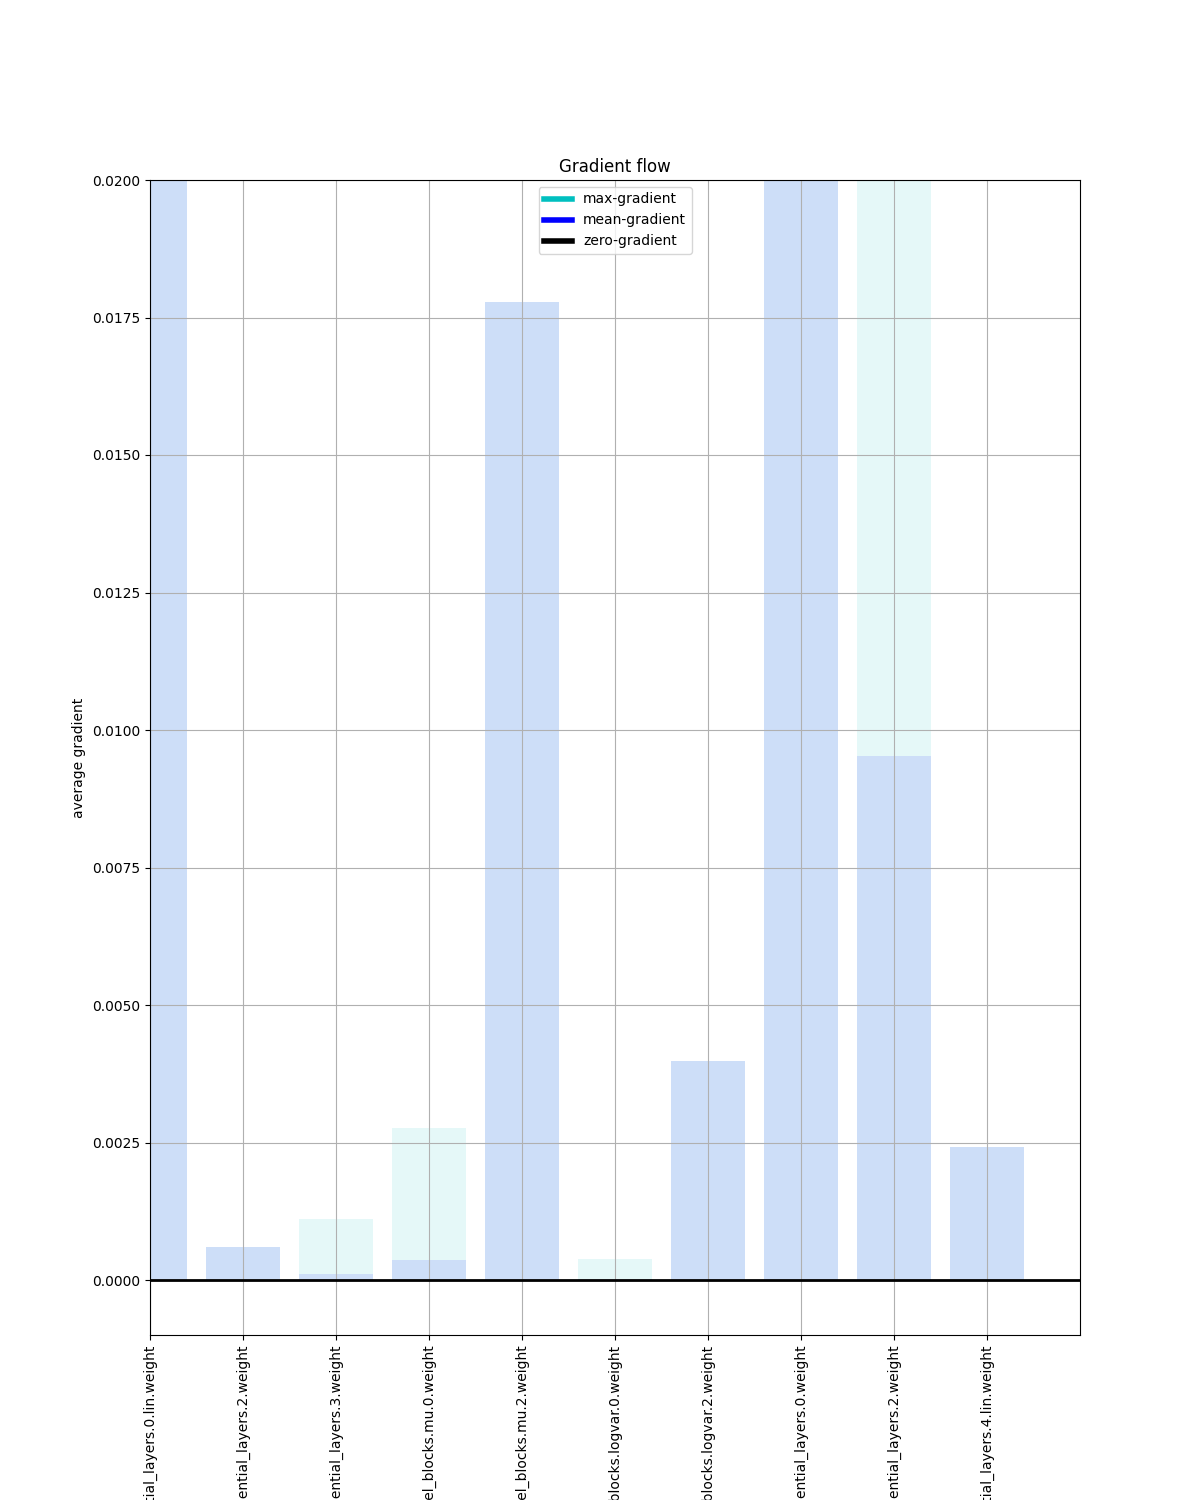 Gradient flow
max-gradient
mean-gradient
zero-gradient
0.0200
0.0175
0.0150
0.0125
0.0100
0.0075
0.0050
0.0025
0.0000
average gradient
tial_layers.0.lin.weight
ential_layers.2.weight
ential_layers.3.weight
el_blocks.mu.0.weight
el_blocks.mu.2.weight
blocks.logvar.0.weight
blocks.logvar.2.weight
ential_layers.0.weight
ential_layers.2.weight
tial_layers.4.lin.weight